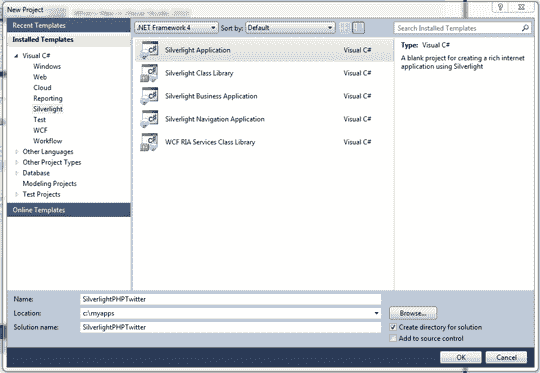 New Project
Recent Templates
Installed Templates
Visual C#
Windows
Web
Cloud
Reporting
Silverlight
Test
WCF
Workflow
Other Languages
Other Project Types
Database
Modeling Projects
Test Projects
Online Templates
.NET Framework 4
Sort by: Default
Silverlight Application Visual C#
Silverlight Class Library Visual C#
Silverlight Business Application Visual C#
Silverlight Navigation Application Visual C#
WCF RIA Services Class Library Visual C#
Search Installed Templates
Type: Visual C#
A blank project for creating a rich internet
application using Silverlight
Name: SilverlightPHPTwitter
Location: c:\myapps
Browse...
Solution name: SilverlightPHPTwitter
Create directory for solution
Add to source control
OK Cancel